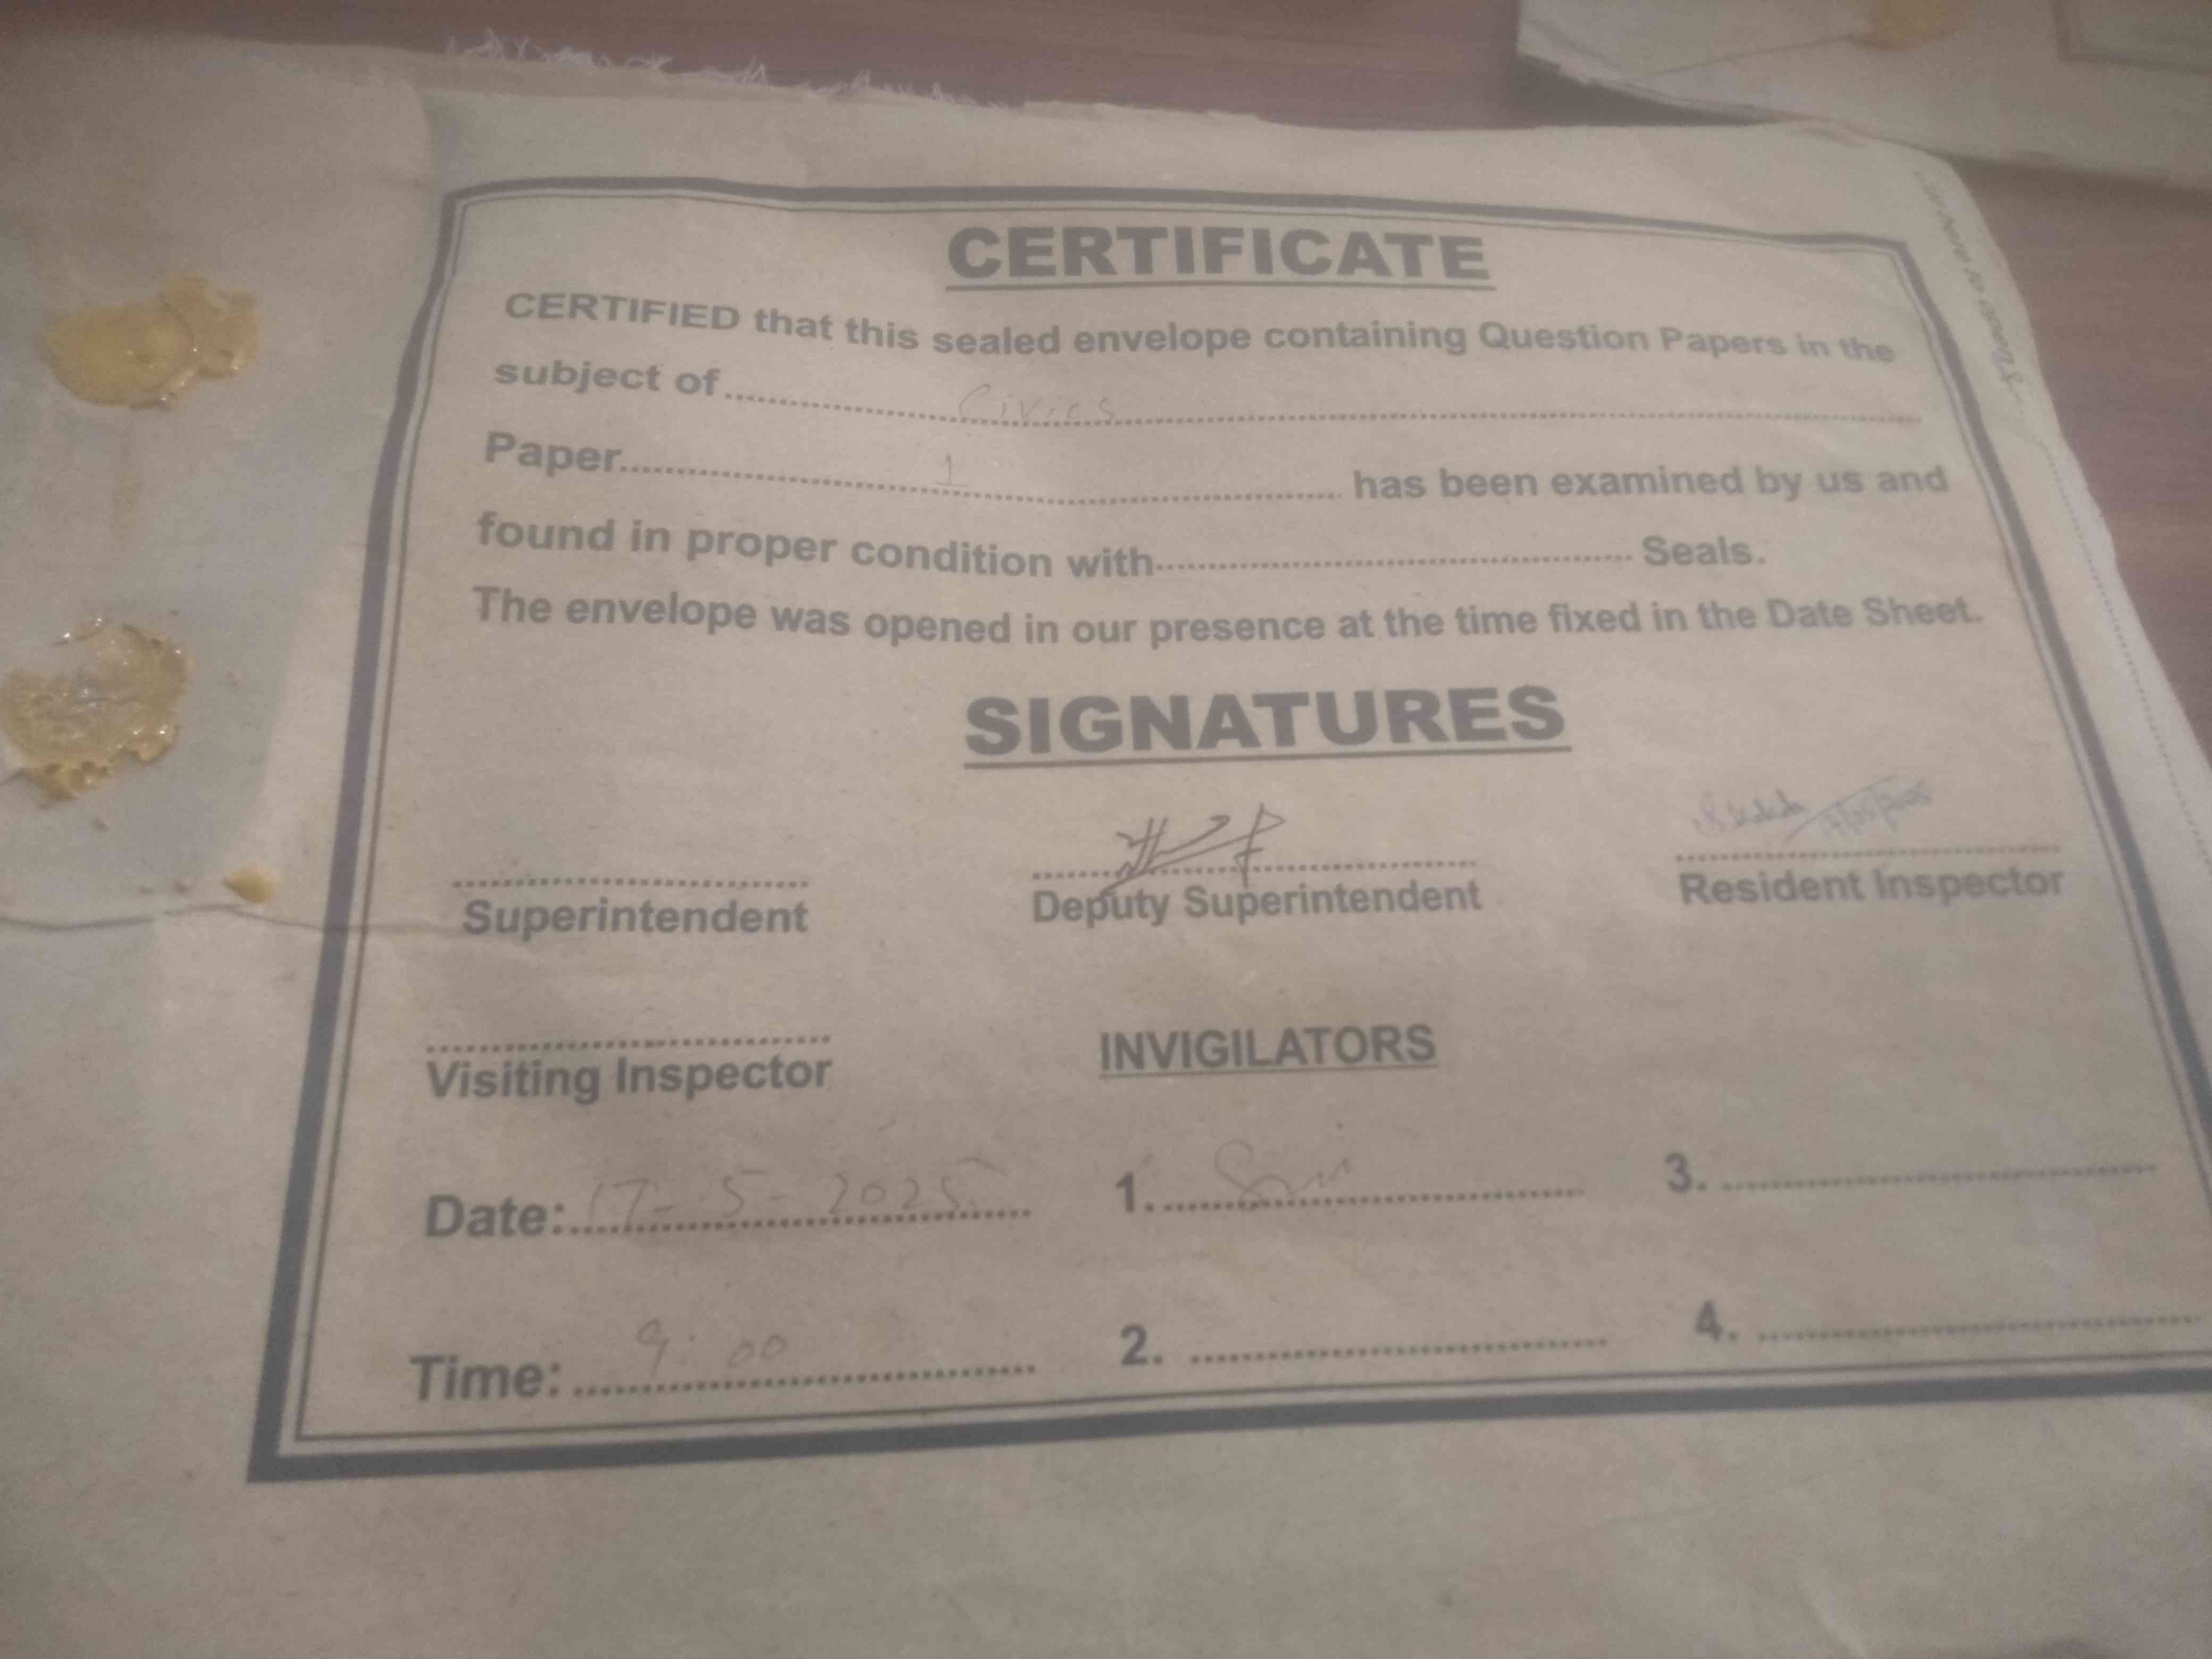 CERTIFICATE
CERTIFIED that this sealed envelope containing Question Papers in the
subject of Civics
Paper 1 has been examined by us and
found in proper condition with Seals.
The envelope was opened in our presence at the time fixed in the Date Sheet.
SIGNATURES
Superintendent Deputy Superintendent Resident Inspector
Visiting Inspector INVIGILATORS
Date: 17-5-2025 1. 3.
Time: 9:00 2. 4.